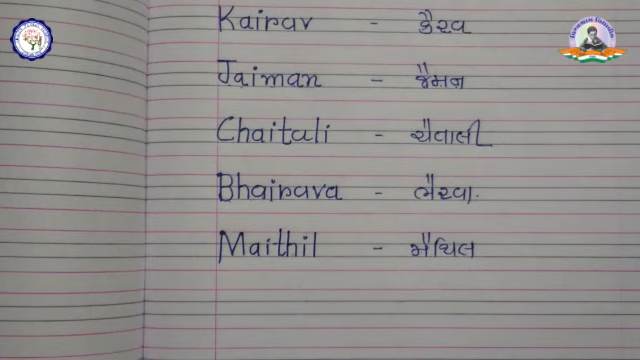 Kairav - કૈરવ
Jaiman - જૈમન
Chaitali - ચૈવાલી
Bhairava - ભૈરવા.
Maithil - મૈથિલ